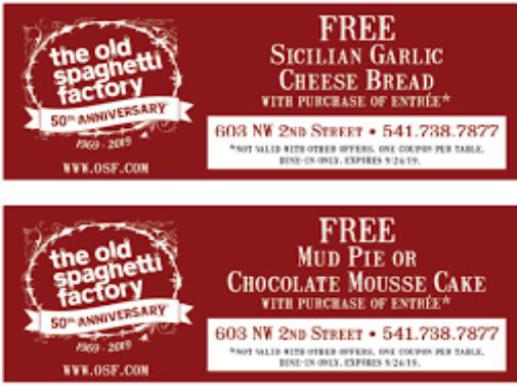 the old
spaghetti
factory
50th ANNIVERSARY
1969 - 2019
WWW.OSF.COM
FREE
SICILIAN GARLIC
CHEESE BREAD
WITH PURCHASE OF ENTRÉE*
603 NW 2ND STREET • 541.738.7877
*NOT VALID WITH OTHER OFFERS. ONE COUPON PER TABLE.
DINE-IN ONLY. EXPIRES 9/24/19.
the old
spaghetti
factory
50th ANNIVERSARY
1969 - 2019
WWW.OSF.COM
FREE
MUD PIE OR
CHOCOLATE MOUSSE CAKE
WITH PURCHASE OF ENTRÉE*
603 NW 2ND STREET • 541.738.7877
*NOT VALID WITH OTHER OFFERS. ONE COUPON PER TABLE.
DINE-IN ONLY. EXPIRES 9/24/19.